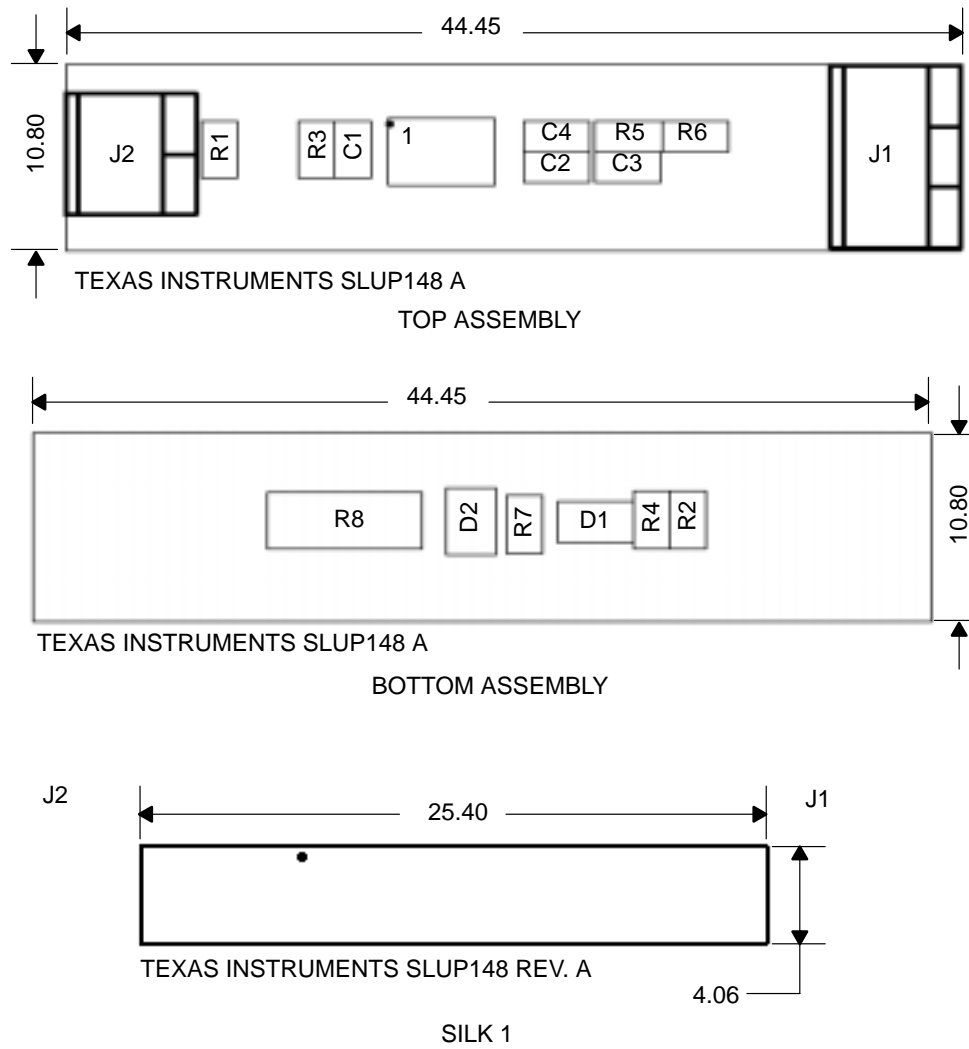 44.45
10.80
J2
R1
R3
C1
1
C4
R5
R6
C2
C3
J1
TEXAS INSTRUMENTS SLUP148 A
TOP ASSEMBLY
44.45
10.80
R8
D2
R7
D1
R4
R2
TEXAS INSTRUMENTS SLUP148 A
BOTTOM ASSEMBLY
J2
25.40
J1
TEXAS INSTRUMENTS SLUP148 REV. A
4.06
SILK 1